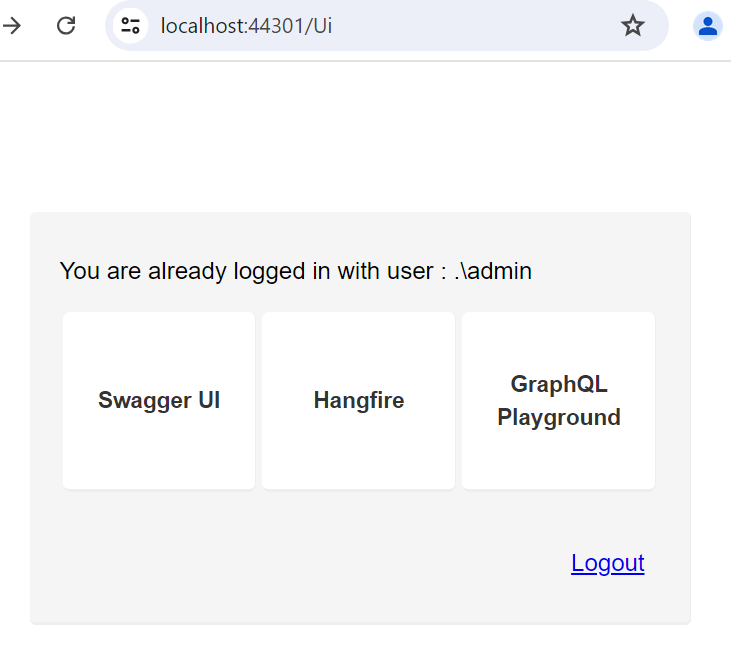 localhost:44301/Ui
You are already logged in with user : .\admin
Swagger UI
Hangfire
GraphQL
Playground
Logout